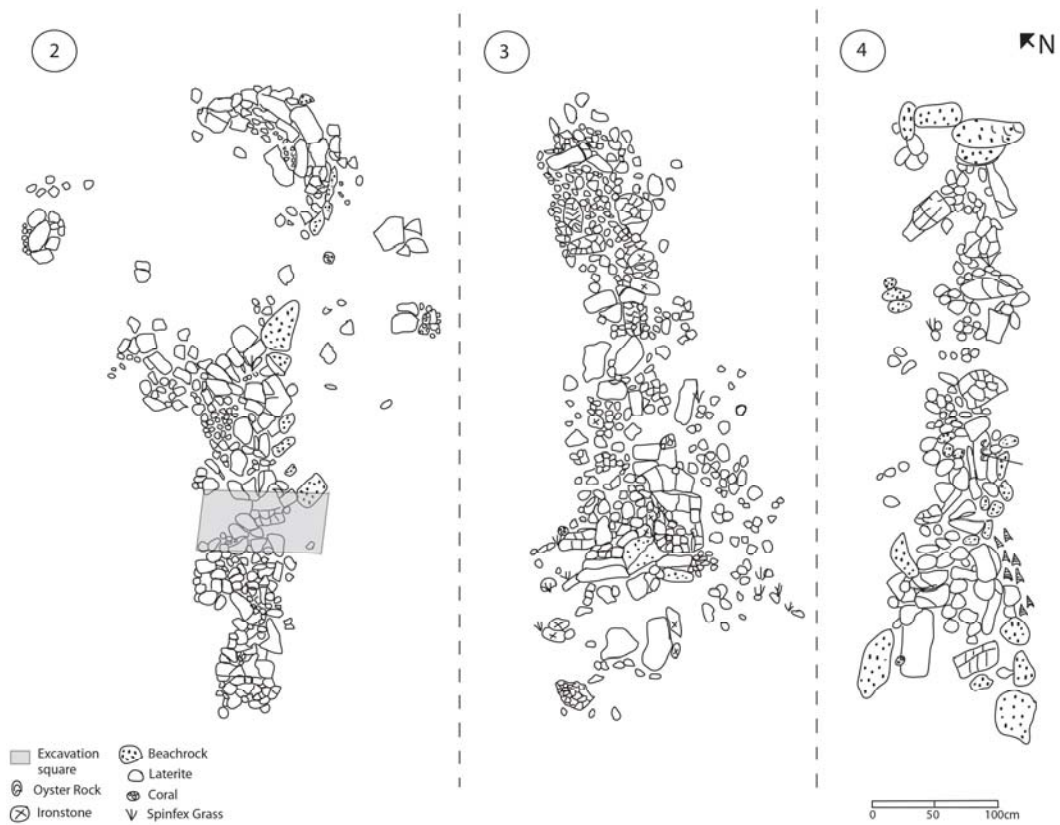 2
3
4
N
Excavation
square
Oyster Rock
Ironstone
Beachrock
Laterite
Coral
Spinfex Grass
0 50 100cm